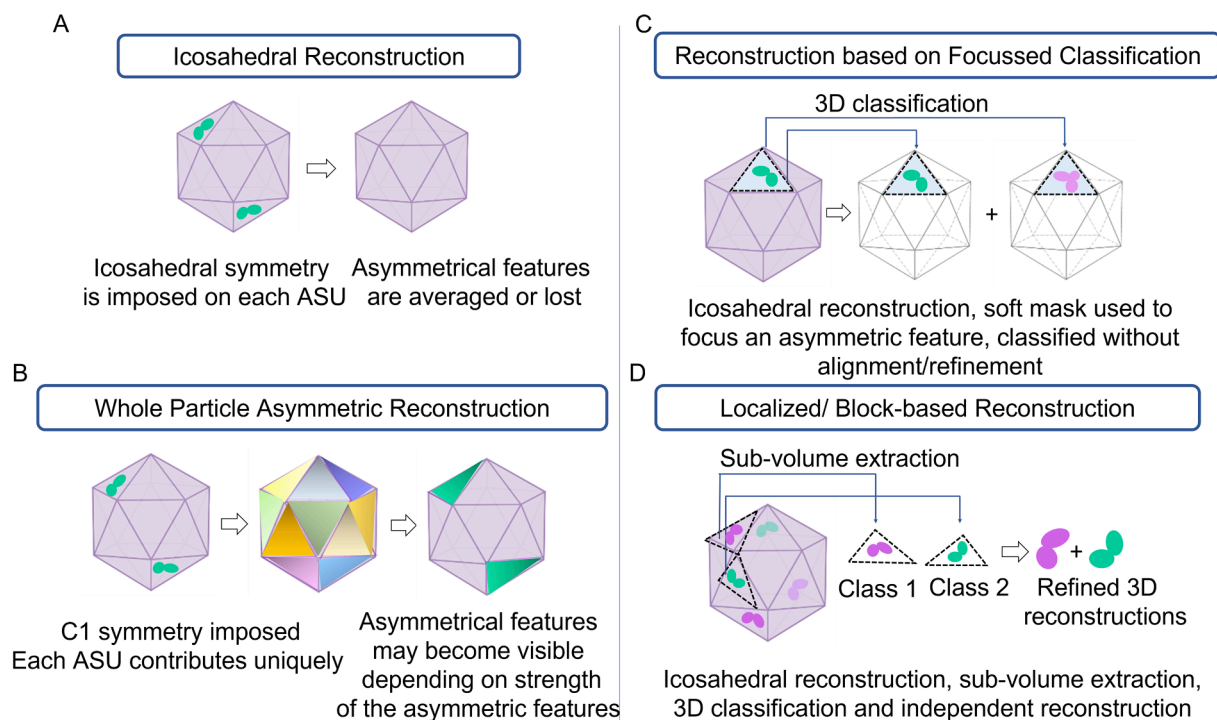 A
Icosahedral Reconstruction
Icosahedral symmetry
is imposed on each ASU
Asymmetrical features
are averaged or lost
B
Whole Particle Asymmetric Reconstruction
C1 symmetry imposed
Each ASU contributes uniquely
Asymmetrical features
may become visible
depending on strength
of the asymmetric features
C
Reconstruction based on Focussed Classification
3D classification
+
Icosahedral reconstruction, soft mask used to
focus an asymmetric feature, classified without
alignment/refinement
D
Localized/ Block-based Reconstruction
Sub-volume extraction
Class 1
Class 2
+
Refined 3D
reconstructions
Icosahedral reconstruction, sub-volume extraction,
3D classification and independent reconstruction